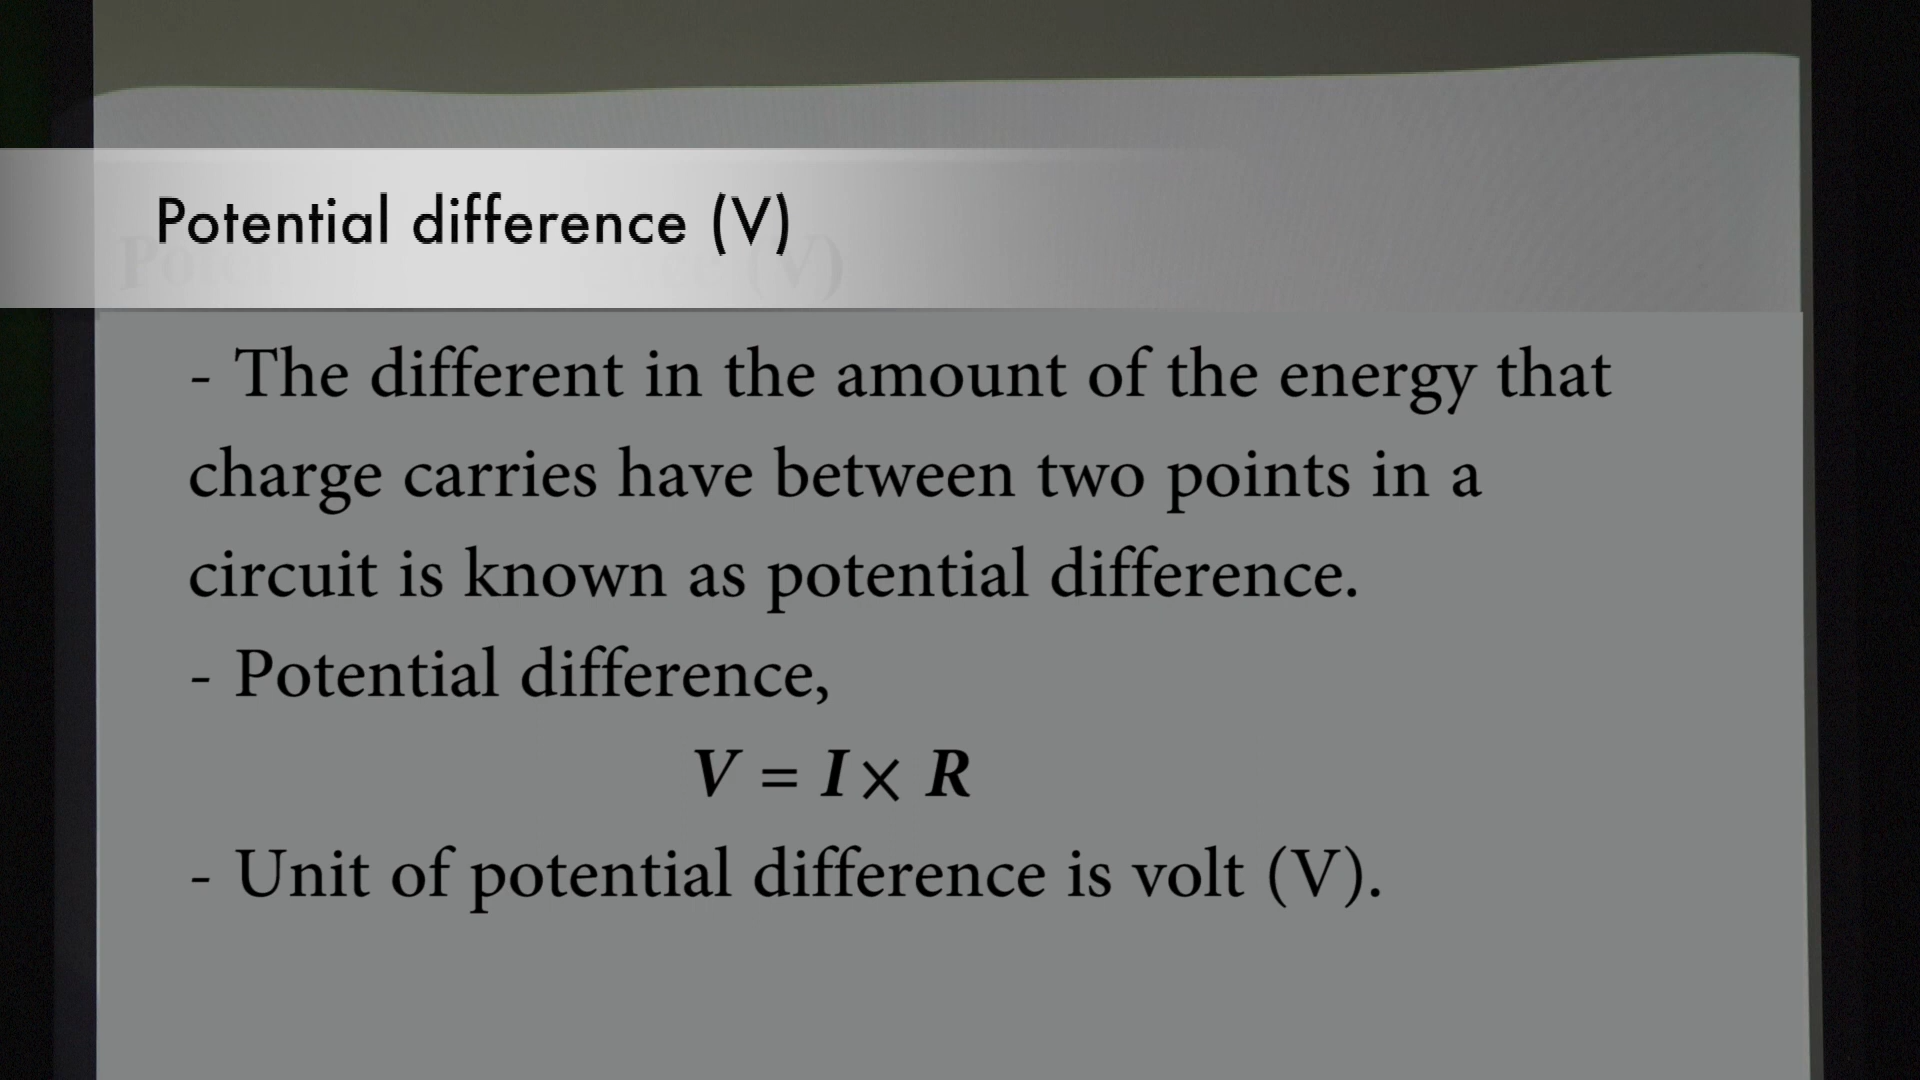 Potential difference (V)
- The different in the amount of the energy that
charge carries have between two points in a
circuit is known as potential difference.
- Potential difference,
V = I × R
- Unit of potential difference is volt (V).